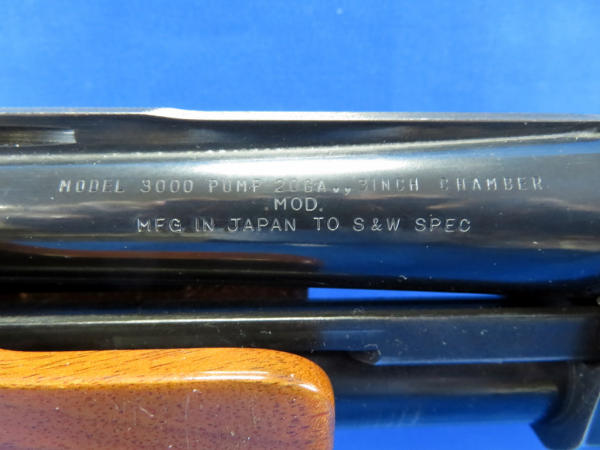 MODEL 3000 PUMP 20GA., 3INCH CHAMBER
.MOD.
MFG IN JAPAN TO S&W SPEC